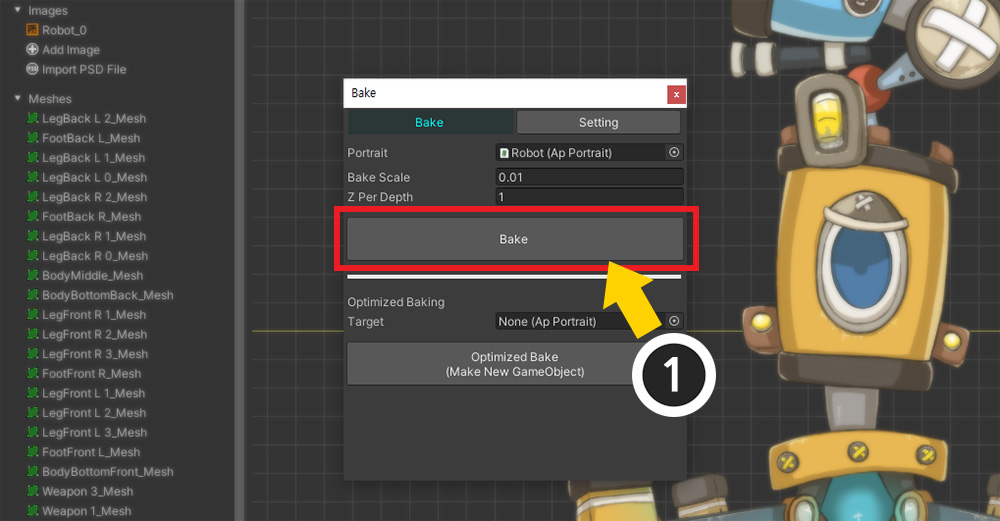 Images
Robot_0
Add Image
Import PSD File
Meshes
LegBack L 2_Mesh
FootBack L_Mesh
LegBack L 1_Mesh
LegBack L 0_Mesh
LegBack R 2_Mesh
FootBack R_Mesh
LegBack R 1_Mesh
LegBack R 0_Mesh
BodyMiddle_Mesh
BodyBottomBack_Mesh
LegFront R 1_Mesh
LegFront R 2_Mesh
LegFront R 3_Mesh
FootFront R_Mesh
LegFront L 1_Mesh
LegFront L 2_Mesh
LegFront L 3_Mesh
FootFront L_Mesh
BodyBottomFront_Mesh
Weapon 3_Mesh
Weapon 1_Mesh
Bake
x
Bake Setting
Portrait Robot (Ap Portrait)
Bake Scale 0.01
Z Per Depth 1
Bake
Optimized Baking
Target None (Ap Portrait)
Optimized Bake
(Make New GameObject)
1